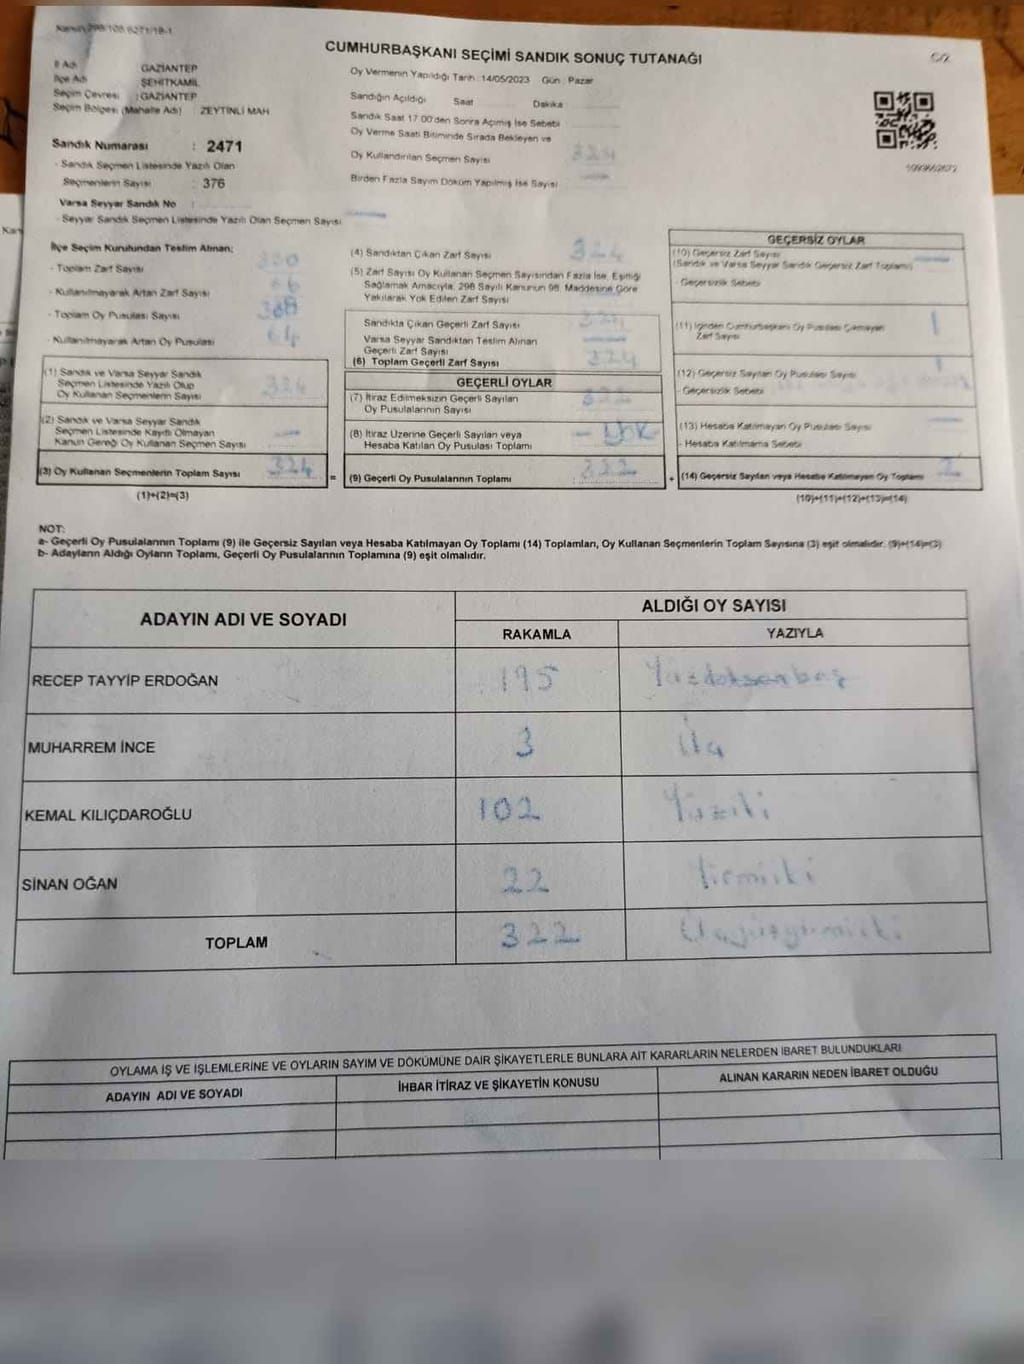 Kanun 298/105 6271/18-1
CUMHURBAŞKANI SEÇİMİ SANDIK SONUÇ TUTANAĞI
C/2
İl Adı GAZİANTEP
İlçe Adı ŞEHİTKAMİL
Seçim Çevresi : GAZİANTEP
Seçim Bölgesi (Mahalle Adı) : ZEYTİNLİ MAH
Sandık Numarası : 2471
- Sandık Seçmen Listesinde Yazılı Olan
Seçmenlerin Sayısı : 376
Varsa Seyyar Sandık No :
- Seyyar Sandık Seçmen Listesinde Yazılı Olan Seçmen Sayısı
Oy Vermenin Yapıldığı Tarih : 14/05/2023 Gün : Pazar
Sandığın Açıldığı Saat Dakika
Sandık Saat 17.00'den Sonra Açılmış İse Sebebi
Oy Verme Saati Bitiminde Sırada Bekleyen ve
Oy Kullandırılan Seçmen Sayısı 324
Birden Fazla Sayım Döküm Yapılmış İse Sayısı
İlçe Seçim Kurulundan Teslim Alınan;
- Toplam Zarf Sayısı
- Kullanılmayarak Artan Zarf Sayısı
- Toplam Oy Pusulası Sayısı
- Kullanılmayarak Artan Oy Pusulası 64
(1) Sandık ve Varsa Seyyar Sandık
Seçmen Listesinde Yazılı Olup
Oy Kullanan Seçmenlerin Sayısı 324
(2) Sandık ve Varsa Seyyar Sandık
Seçmen Listesinde Kayıtlı Olmayan
Kanun Gereği Oy Kullanan Seçmen Sayısı
(3) Oy Kullanan Seçmenlerin Toplam Sayısı 324
(1)+(2)=(3)
(4) Sandıktan Çıkan Zarf Sayısı 324
(5) Zarf Sayısı Oy Kullanan Seçmen Sayısından Fazla İse, Eşitliği
Sağlamak Amacıyla, 298 Sayılı Kanunun 98. Maddesine Göre
Yakılarak Yok Edilen Zarf Sayısı
Sandıkta Çıkan Geçerli Zarf Sayısı 324
Varsa Seyyar Sandıktan Teslim Alınan
Geçerli Zarf Sayısı
(6) Toplam Geçerli Zarf Sayısı 324
GEÇERLİ OYLAR
(7) İtiraz Edilmeksizin Geçerli Sayılan
Oy Pusulalarının Sayısı 322
(8) İtiraz Üzerine Geçerli Sayılan veya
Hesaba Katılan Oy Pusulası Toplamı - Yok
= (9) Geçerli Oy Pusulalarının Toplamı 322
GEÇERSİZ OYLAR
(10) Geçersiz Zarf Sayısı
(Sandık ve Varsa Seyyar Sandık Geçersiz Zarf Toplamı)
- Geçersizlik Sebebi
(11) İçinden Cumhurbaşkanı Oy Pusulası Çıkmayan
Zarf Sayısı 1
(12) Geçersiz Sayılan Oy Pusulası Sayısı 1
- Geçersizlik Sebebi
(13) Hesaba Katılmayan Oy Pusulası Sayısı
- Hesaba Katılmama Sebebi
+ (14) Geçersiz Sayılan veya Hesaba Katılmayan Oy Toplamı 2
(10)+(11)+(12)+(13)=(14)
NOT:
a- Geçerli Oy Pusulalarının Toplamı (9) ile Geçersiz Sayılan veya Hesaba Katılmayan Oy Toplamı (14) Toplamları, Oy Kullanan Seçmenlerin Toplam Sayısına (3) eşit olmalıdır. (9)+(14)=(3)
b- Adayların Aldığı Oyların Toplamı, Geçerli Oy Pusulalarının Toplamına (9) eşit olmalıdır.
ADAYIN ADI VE SOYADI ALDIĞI OY SAYISI
RAKAMLA YAZIYLA
RECEP TAYYİP ERDOĞAN 195 Yüzdoksanbeş
MUHARREM İNCE 3 Üç
KEMAL KILIÇDAROĞLU 102 Yüziki
SİNAN OĞAN 22 Yirmiiki
TOPLAM 322 Üçyüzyirmiiki
OYLAMA İŞ VE İŞLEMLERİNE VE OYLARIN SAYIM VE DÖKÜMÜNE DAİR ŞİKAYETLERLE BUNLARA AİT KARARLARIN NELERDEN İBARET BULUNDUKLARI
ADAYIN ADI VE SOYADI İHBAR İTİRAZ VE ŞİKAYETİN KONUSU ALINAN KARARIN NEDEN İBARET OLDUĞU